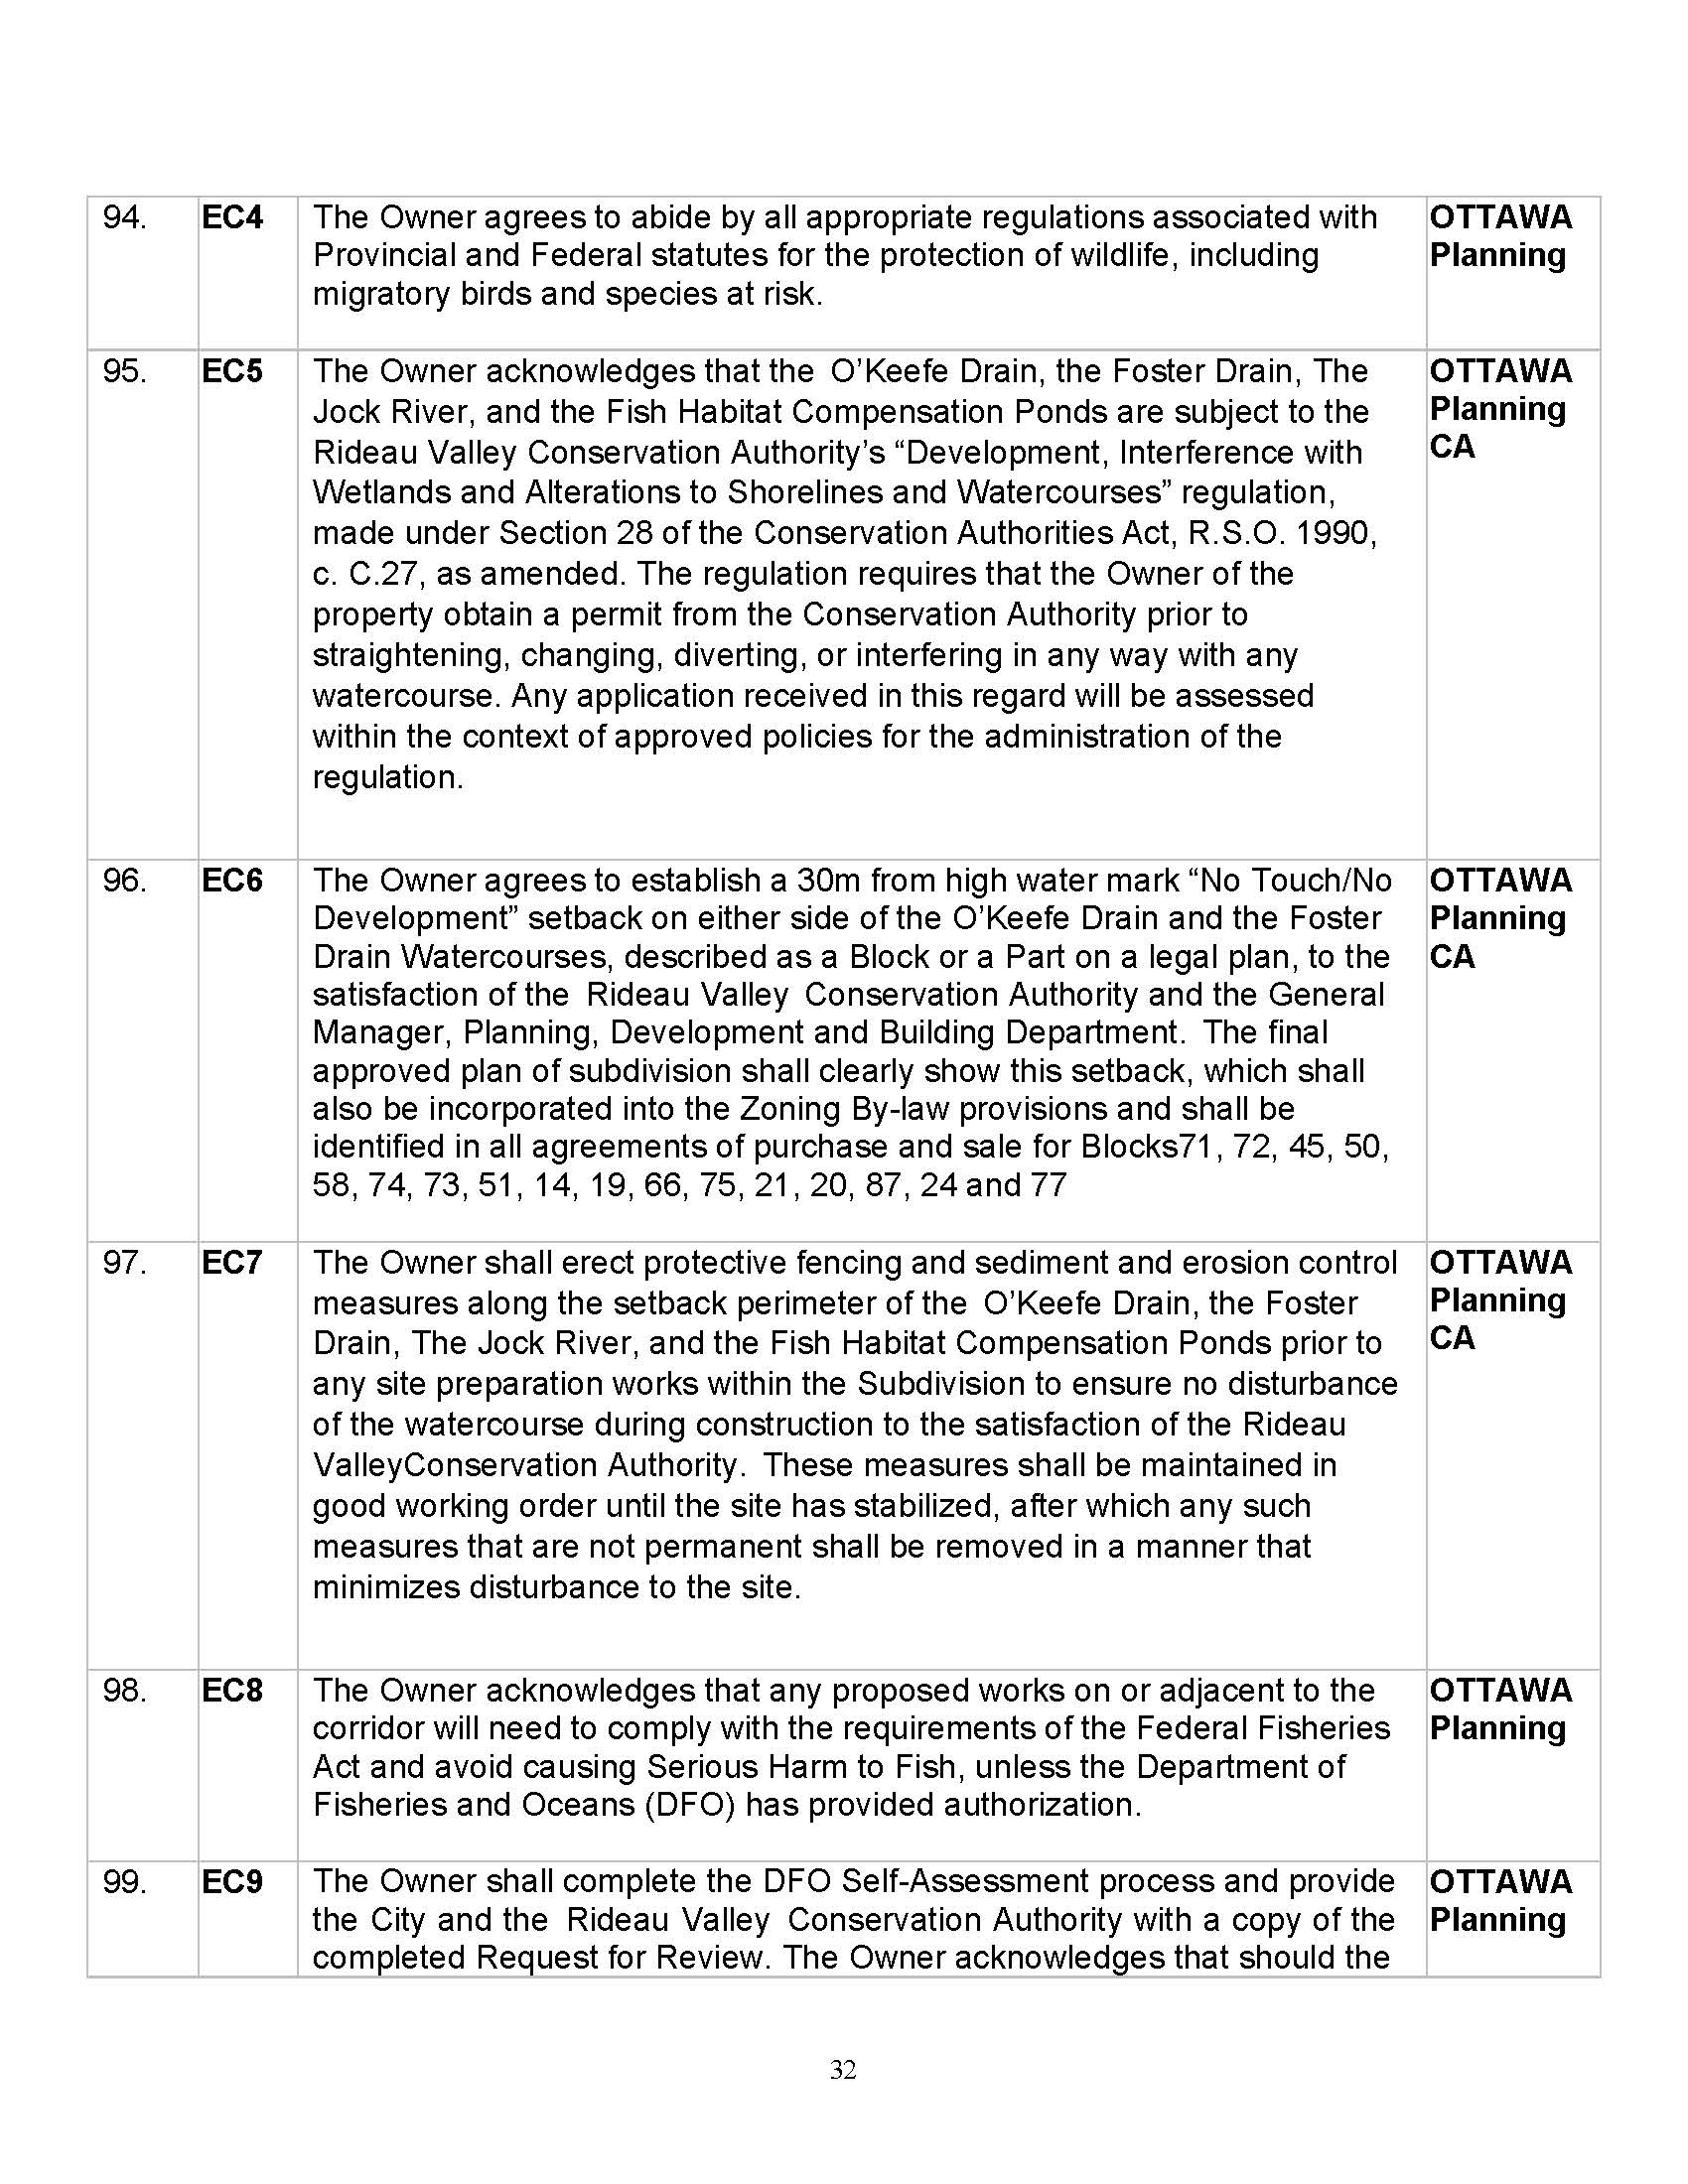 94. EC4 The Owner agrees to abide by all appropriate regulations associated with OTTAWA
Provincial and Federal statutes for the protection of wildlife, including Planning
migratory birds and species at risk.
95. EC5 The Owner acknowledges that the O’Keefe Drain, the Foster Drain, The OTTAWA
Jock River, and the Fish Habitat Compensation Ponds are subject to the Planning
Rideau Valley Conservation Authority’s “Development, Interference with CA
Wetlands and Alterations to Shorelines and Watercourses” regulation,
made under Section 28 of the Conservation Authorities Act, R.S.O. 1990,
c. C.27, as amended. The regulation requires that the Owner of the
property obtain a permit from the Conservation Authority prior to
straightening, changing, diverting, or interfering in any way with any
watercourse. Any application received in this regard will be assessed
within the context of approved policies for the administration of the
regulation.
96. EC6 The Owner agrees to establish a 30m from high water mark “No Touch/No OTTAWA
Development” setback on either side of the O’Keefe Drain and the Foster Planning
Drain Watercourses, described as a Block or a Part on a legal plan, to the CA
satisfaction of the Rideau Valley Conservation Authority and the General
Manager, Planning, Development and Building Department. The final
approved plan of subdivision shall clearly show this setback, which shall
also be incorporated into the Zoning By-law provisions and shall be
identified in all agreements of purchase and sale for Blocks71, 72, 45, 50,
58, 74, 73, 51, 14, 19, 66, 75, 21, 20, 87, 24 and 77
97. EC7 The Owner shall erect protective fencing and sediment and erosion control OTTAWA
measures along the setback perimeter of the O’Keefe Drain, the Foster Planning
Drain, The Jock River, and the Fish Habitat Compensation Ponds prior to CA
any site preparation works within the Subdivision to ensure no disturbance
of the watercourse during construction to the satisfaction of the Rideau
ValleyConservation Authority. These measures shall be maintained in
good working order until the site has stabilized, after which any such
measures that are not permanent shall be removed in a manner that
minimizes disturbance to the site.
98. EC8 The Owner acknowledges that any proposed works on or adjacent to the OTTAWA
corridor will need to comply with the requirements of the Federal Fisheries Planning
Act and avoid causing Serious Harm to Fish, unless the Department of
Fisheries and Oceans (DFO) has provided authorization.
99. EC9 The Owner shall complete the DFO Self-Assessment process and provide OTTAWA
the City and the Rideau Valley Conservation Authority with a copy of the Planning
completed Request for Review. The Owner acknowledges that should the
32